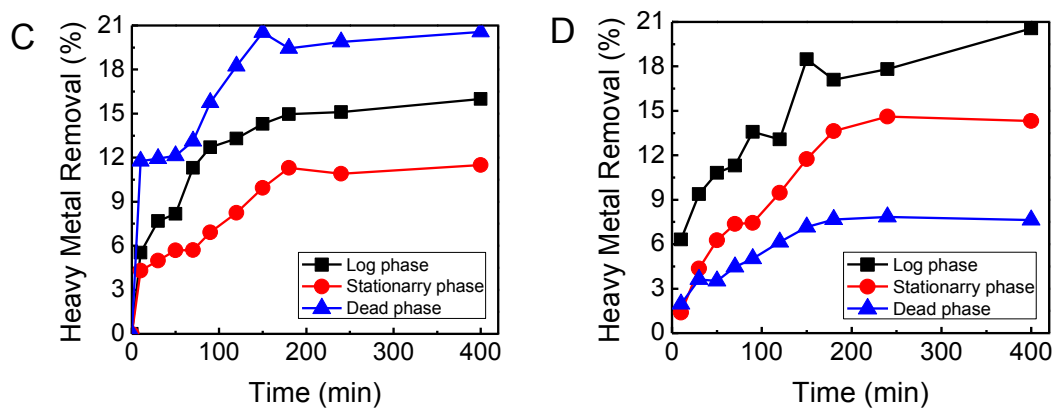 C
Heavy Metal Removal (%)
21
18
15
12
9
6
3
0
Log phase
Stationarry phase
Dead phase
0
100
200
300
400
Time (min)
D
Heavy Metal Removal (%)
21
18
15
12
9
6
3
0
Log phase
Stationarry phase
Dead phase
0
100
200
300
400
Time (min)